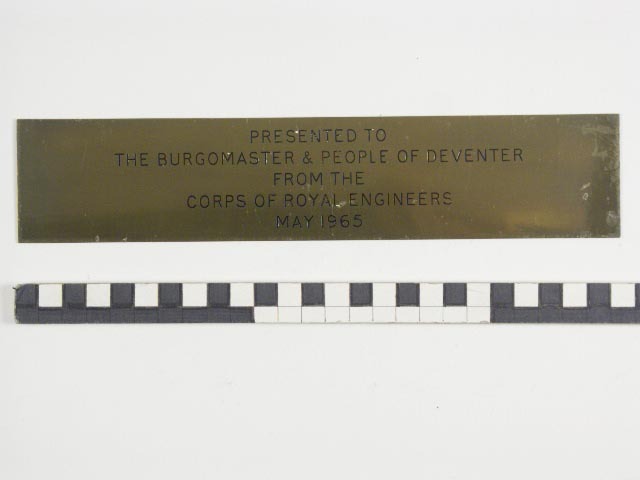 PRESENTED TO
THE BURGOMASTER & PEOPLE OF DEVENTER
FROM THE
CORPS OF ROYAL ENGINEERS
MAY 1965